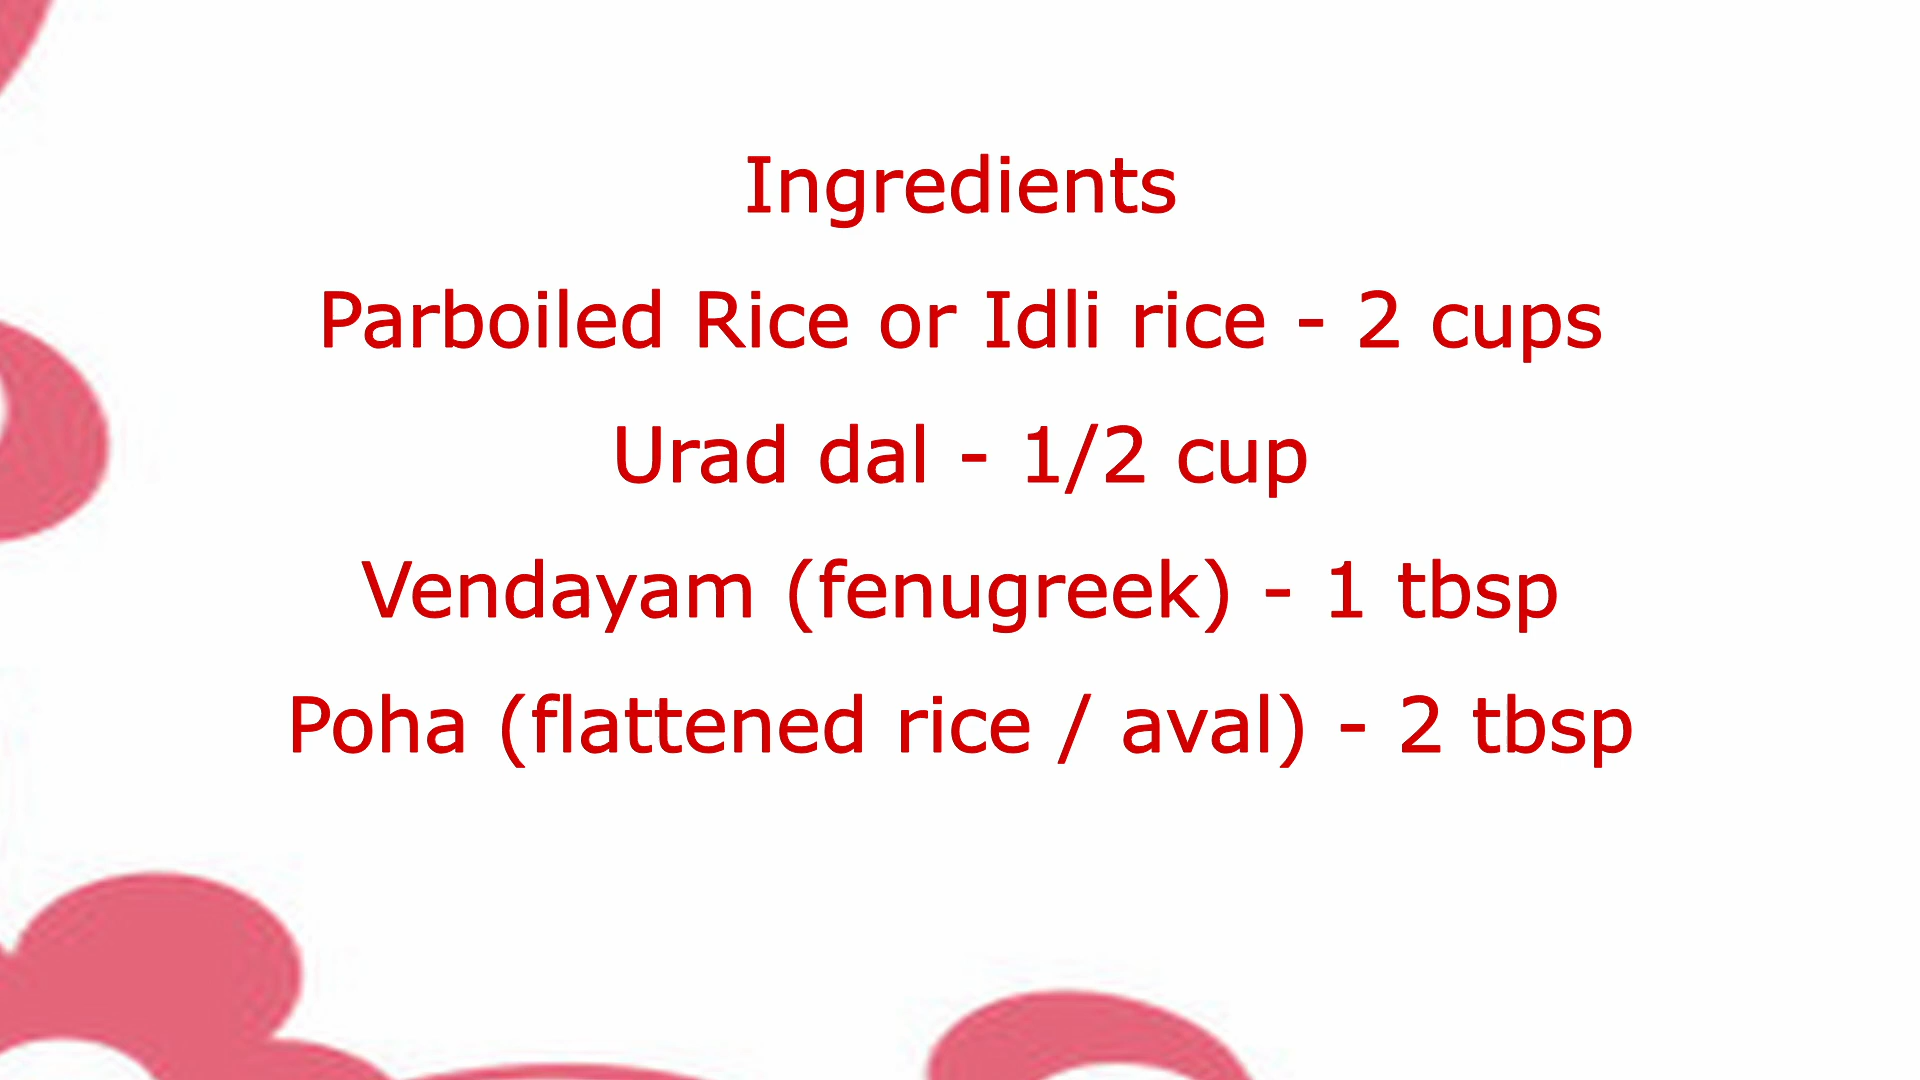 Ingredients
Parboiled Rice or Idli rice - 2 cups
Urad dal - 1/2 cup
Vendayam (fenugreek) - 1 tbsp
Poha (flattened rice / aval) - 2 tbsp